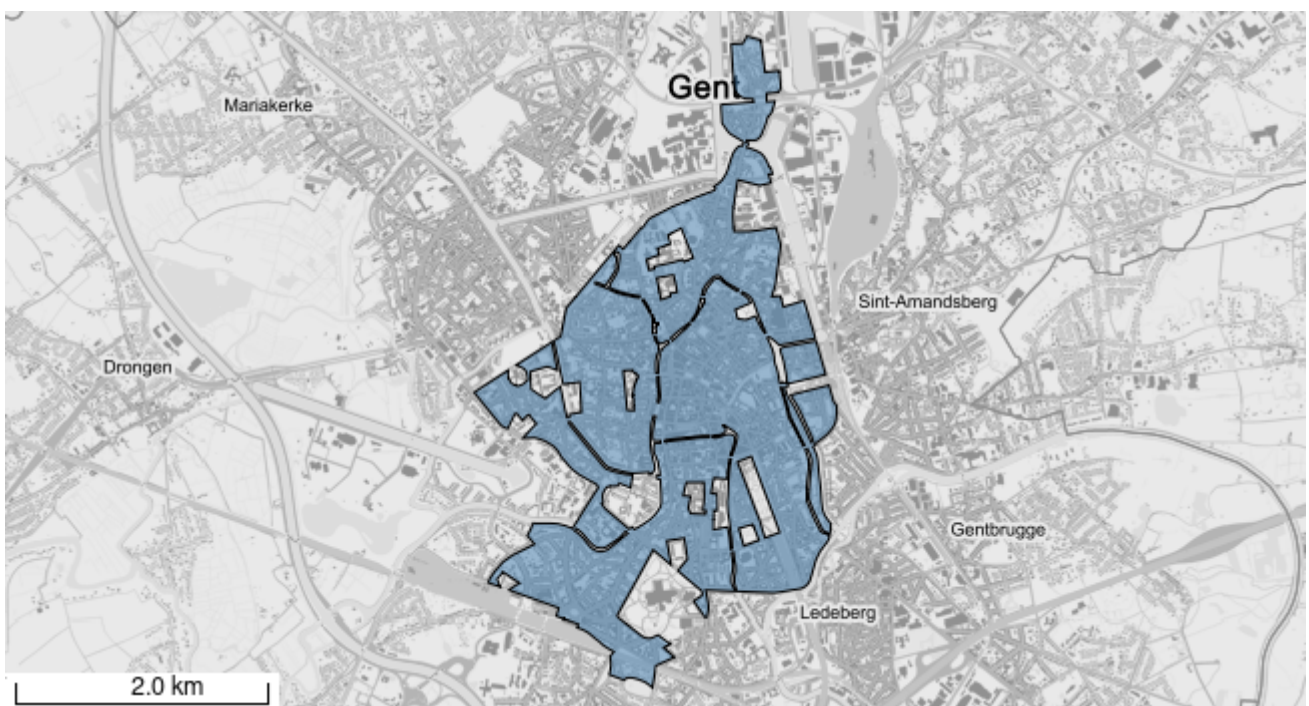 Gent
Mariakerke
Sint-Amandsberg
Drongen
Gentbrugge
Ledeberg
2.0 km